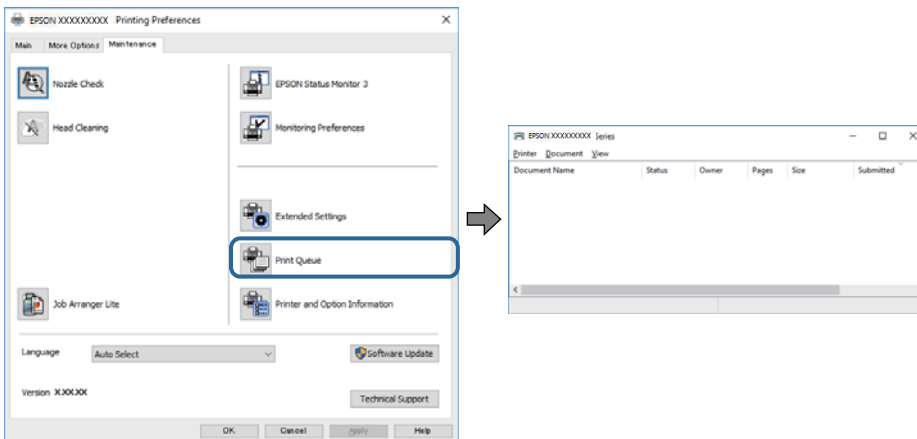 EPSON XXXXXXXXX Printing Preferences
Main More Options Maintenance
Nozzle Check
EPSON Status Monitor 3
Head Cleaning
Monitoring Preferences
Extended Settings
Print Queue
Job Arranger Lite
Printer and Option Information
Language Auto Select Software Update
Version X.XX.XX
Technical Support
OK Cancel Apply Help
EPSON XXXXXXXXX Series
Printer Document View
Document Name Status Owner Pages Size Submitted